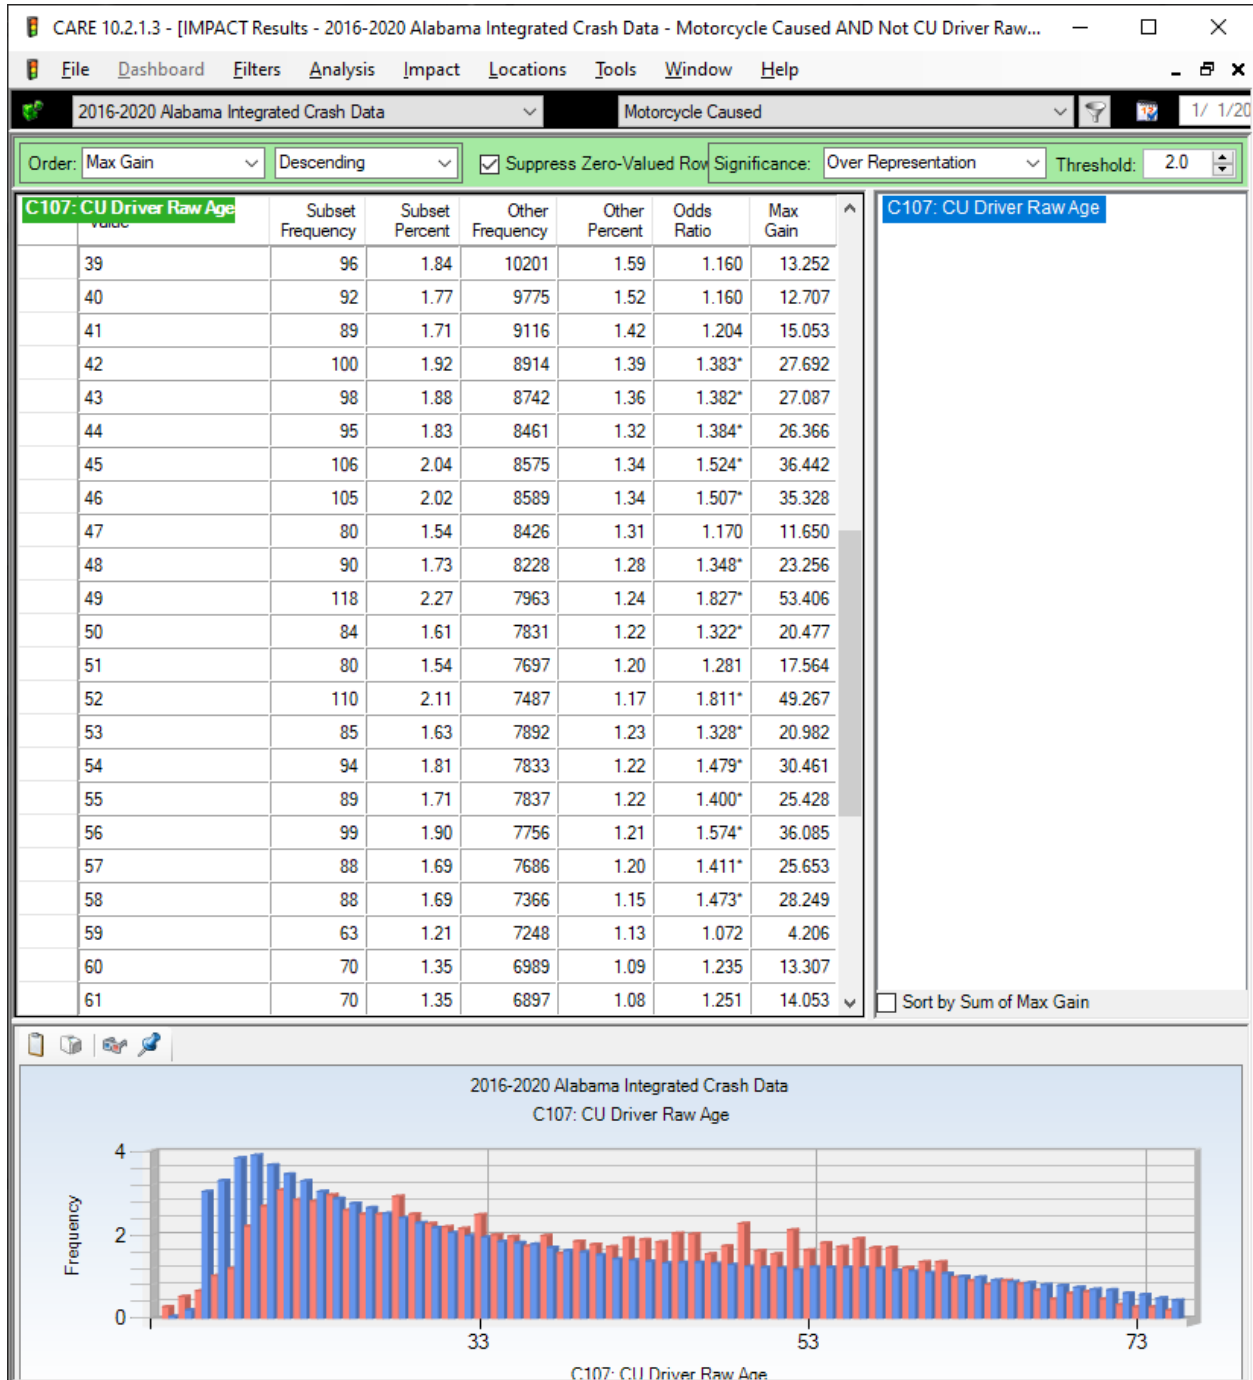 CARE 10.2.1.3 - [IMPACT Results - 2016-2020 Alabama Integrated Crash Data - Motorcycle Caused AND Not CU Driver Raw...
File Dashboard Filters Analysis Impact Locations Tools Window Help
2016-2020 Alabama Integrated Crash Data Motorcycle Caused 1/ 1/20
Order: Max Gain Descending Suppress Zero-Valued Row Significance: Over Representation Threshold: 2.0
C107: CU Driver Raw Age Subset Frequency Subset Percent Other Frequency Other Percent Odds Ratio Max Gain
C107: CU Driver Raw Age
39 96 1.84 10201 1.59 1.160 13.252
40 92 1.77 9775 1.52 1.160 12.707
41 89 1.71 9116 1.42 1.204 15.053
42 100 1.92 8914 1.39 1.383* 27.692
43 98 1.88 8742 1.36 1.382* 27.087
44 95 1.83 8461 1.32 1.384* 26.366
45 106 2.04 8575 1.34 1.524* 36.442
46 105 2.02 8589 1.34 1.507* 35.328
47 80 1.54 8426 1.31 1.170 11.650
48 90 1.73 8228 1.28 1.348* 23.256
49 118 2.27 7963 1.24 1.827* 53.406
50 84 1.61 7831 1.22 1.322* 20.477
51 80 1.54 7697 1.20 1.281 17.564
52 110 2.11 7487 1.17 1.811* 49.267
53 85 1.63 7892 1.23 1.328* 20.982
54 94 1.81 7833 1.22 1.479* 30.461
55 89 1.71 7837 1.22 1.400* 25.428
56 99 1.90 7756 1.21 1.574* 36.085
57 88 1.69 7686 1.20 1.411* 25.653
58 88 1.69 7366 1.15 1.473* 28.249
59 63 1.21 7248 1.13 1.072 4.206
60 70 1.35 6989 1.09 1.235 13.307
61 70 1.35 6897 1.08 1.251 14.053
Sort by Sum of Max Gain
2016-2020 Alabama Integrated Crash Data
C107: CU Driver Raw Age
Frequency
4
2
0
33 53 73
C107: CU Driver Raw Age